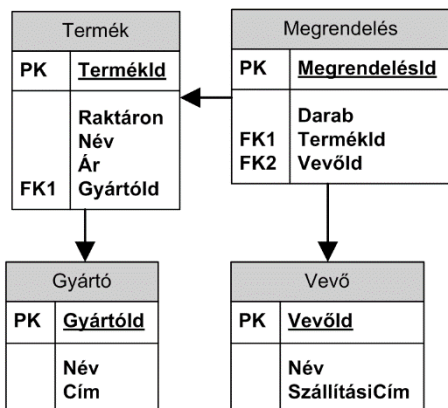 Termék
PK TermékId
Raktáron
Név
Ár
FK1 GyártóId
Megrendelés
PK MegrendelésId
Darab
FK1 TermékId
FK2 VevőId
Gyártó
PK GyártóId
Név
Cím
Vevő
PK VevőId
Név
SzállításiCím